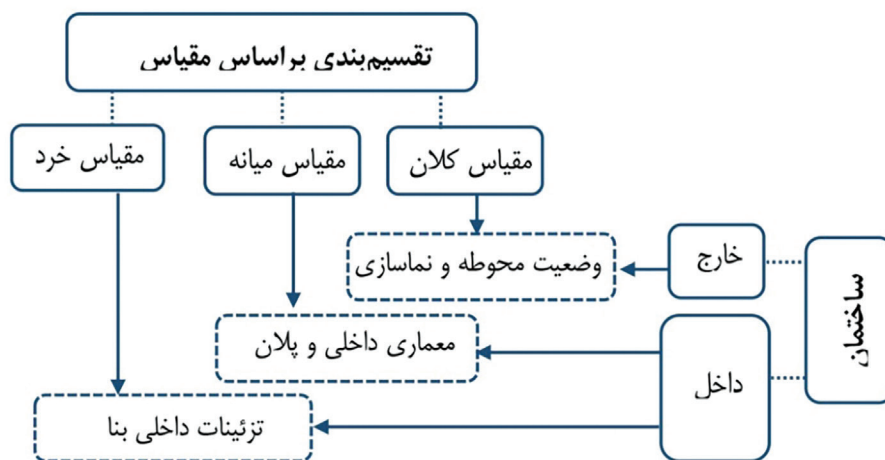 تقسیم‌بندی براساس مقیاس
مقیاس کلان
مقیاس میانه
مقیاس خرد
خارج
وضعیت محوطه و نماسازی
ساختمان
داخل
معماری داخلی و پلان
تزئینات داخلی بنا